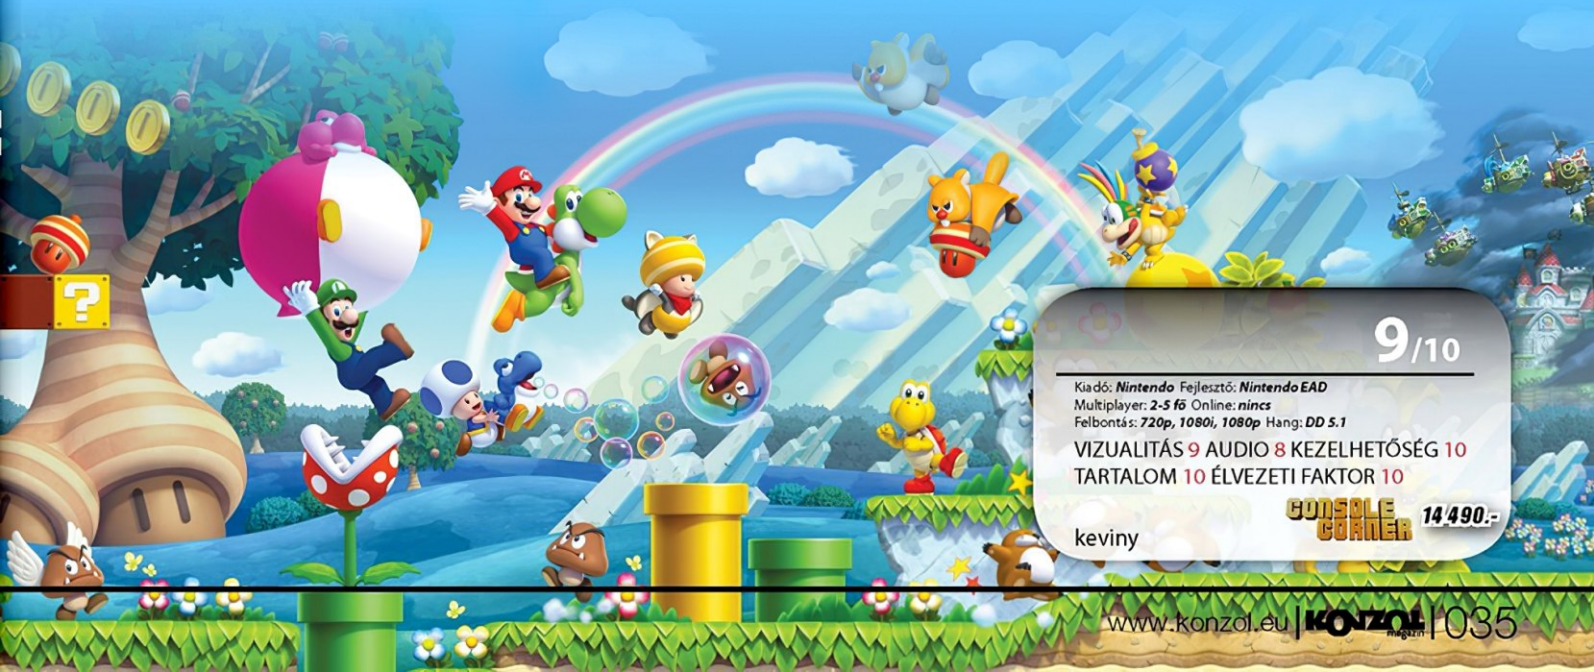 ?
9/10
Kiadó: Nintendo Fejlesztő: Nintendo EAD
Multiplayer: 2-5 fő Online: nincs
Felbontás: 720p, 1080i, 1080p Hang: DD 5.1
VIZUALITÁS 9 AUDIO 8 KEZELHETŐSÉG 10
TARTALOM 10 ÉLVEZETI FAKTOR 10
CONSOLE
CORNER 14 490.-
keviny
www.konzol.eu | KONZOL magazin | 035